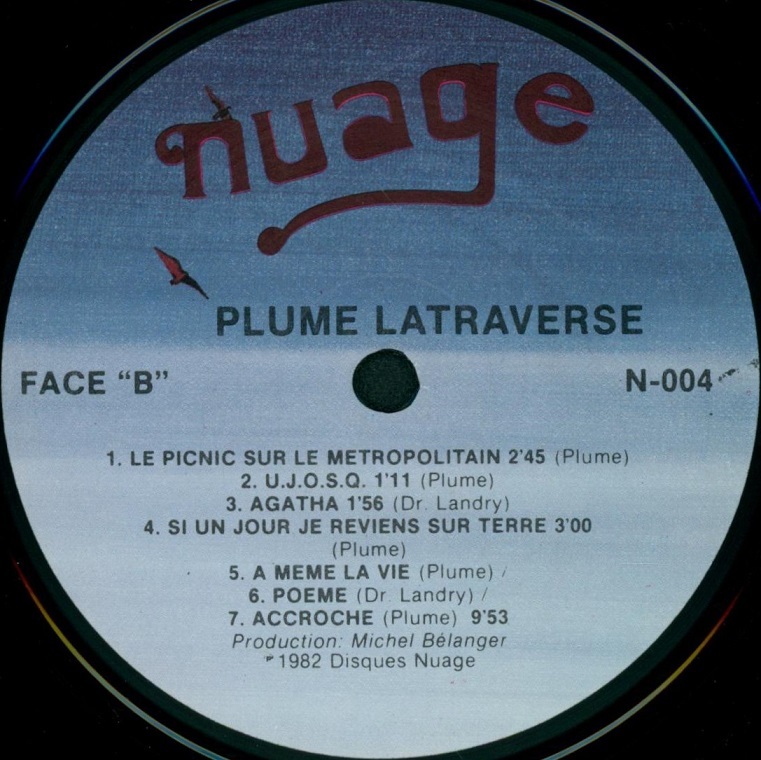 nuage
PLUME LATRAVERSE
FACE "B"
N-004
1. LE PICNIC SUR LE METROPOLITAIN 2'45 (Plume)
2. U.J.O.S.Q. 1'11 (Plume)
3. AGATHA 1'56 (Dr. Landry)
4. SI UN JOUR JE REVIENS SUR TERRE 3'00
(Plume)
5. A MEME LA VIE (Plume) /
6. POEME (Dr. Landry) /
7. ACCROCHE (Plume) 9'53
Production: Michel Bélanger
1982 Disques Nuage